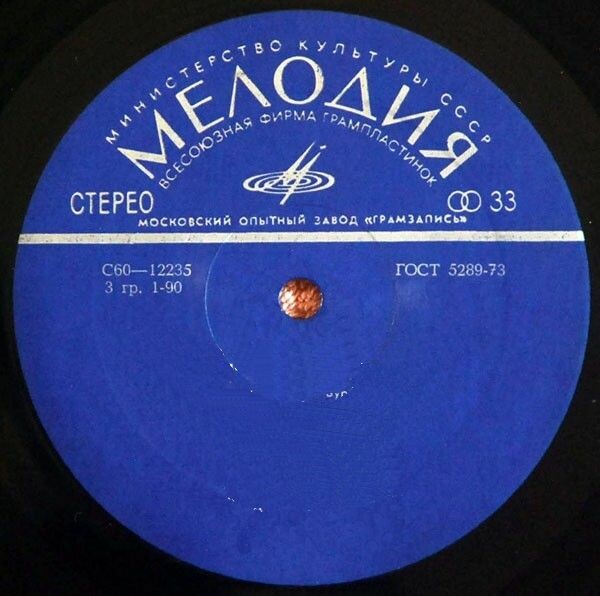 МИНИСТЕРСТВО КУЛЬТУРЫ СССР
МЕЛОДИЯ
ВСЕСОЮЗНАЯ ФИРМА ГРАМПЛАСТИНОК
СТЕРЕО
33
МОСКОВСКИЙ ОПЫТНЫЙ ЗАВОД «ГРАМЗАПИСЬ»
С60—12235
ГОСТ 5289-73
3 гр. 1-90